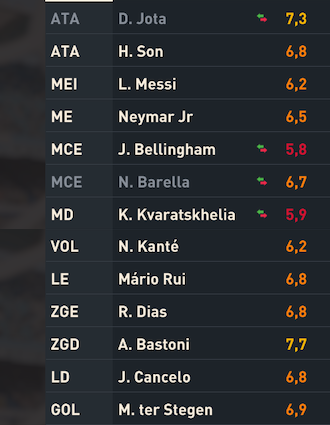 ATA D. Jota 7,3
ATA H. Son 6,8
MEI L. Messi 6,2
ME Neymar Jr 6,5
MCE J. Bellingham 5,8
MCE N. Barella 6,7
MD K. Kvaratskhelia 5,9
VOL N. Kanté 6,2
LE Mário Rui 6,8
ZGE R. Dias 6,8
ZGD A. Bastoni 7,7
LD J. Cancelo 6,8
GOL M. ter Stegen 6,9